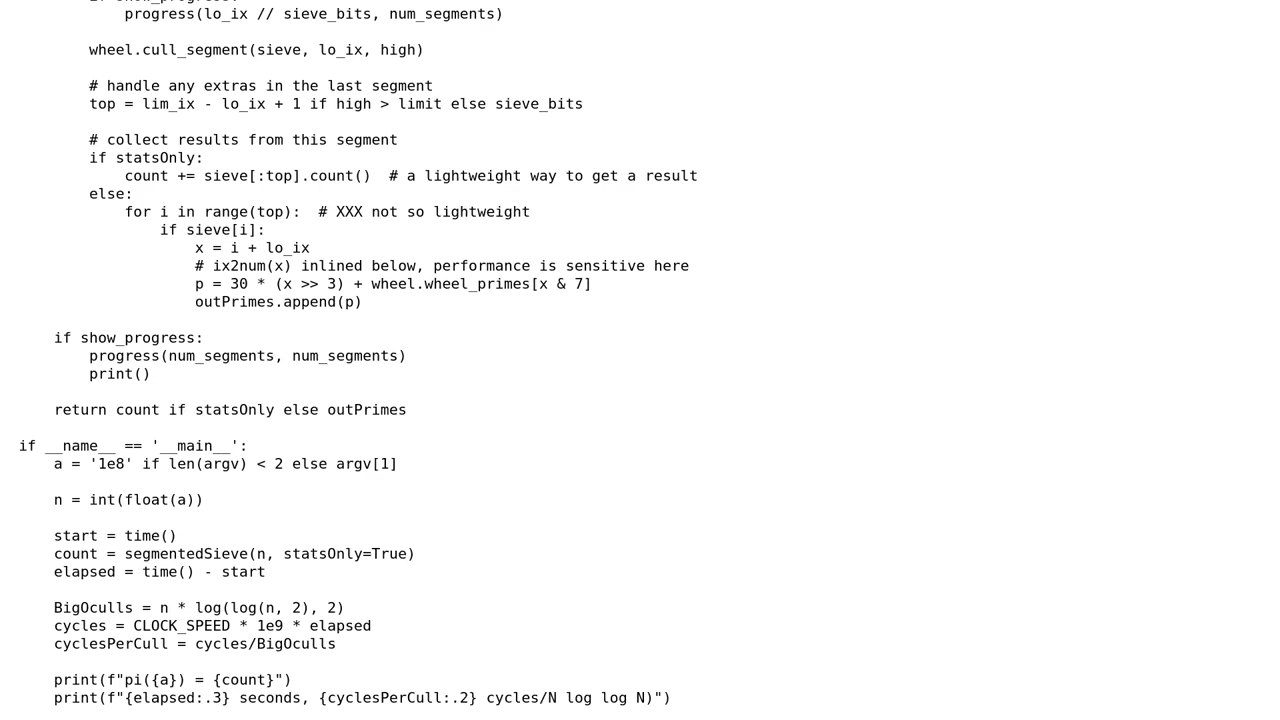 progress(lo_ix // sieve_bits, num_segments)
wheel.cull_segment(sieve, lo_ix, high)
# handle any extras in the last segment
top = lim_ix - lo_ix + 1 if high > limit else sieve_bits
# collect results from this segment
if statsOnly:
count += sieve[:top].count()  # a lightweight way to get a result
else:
for i in range(top):  # XXX not so lightweight
if sieve[i]:
x = i + lo_ix
# ix2num(x) inlined below, performance is sensitive here
p = 30 * (x >> 3) + wheel.wheel_primes[x & 7]
outPrimes.append(p)
if show_progress:
progress(num_segments, num_segments)
print()
return count if statsOnly else outPrimes
if __name__ == '__main__':
a = '1e8' if len(argv) < 2 else argv[1]
n = int(float(a))
start = time()
count = segmentedSieve(n, statsOnly=True)
elapsed = time() - start
BigOculls = n * log(log(n, 2), 2)
cycles = CLOCK_SPEED * 1e9 * elapsed
cyclesPerCull = cycles/BigOculls
print(f"pi({a}) = {count}")
print(f"{elapsed:.3} seconds, {cyclesPerCull:.2} cycles/N log log N)")